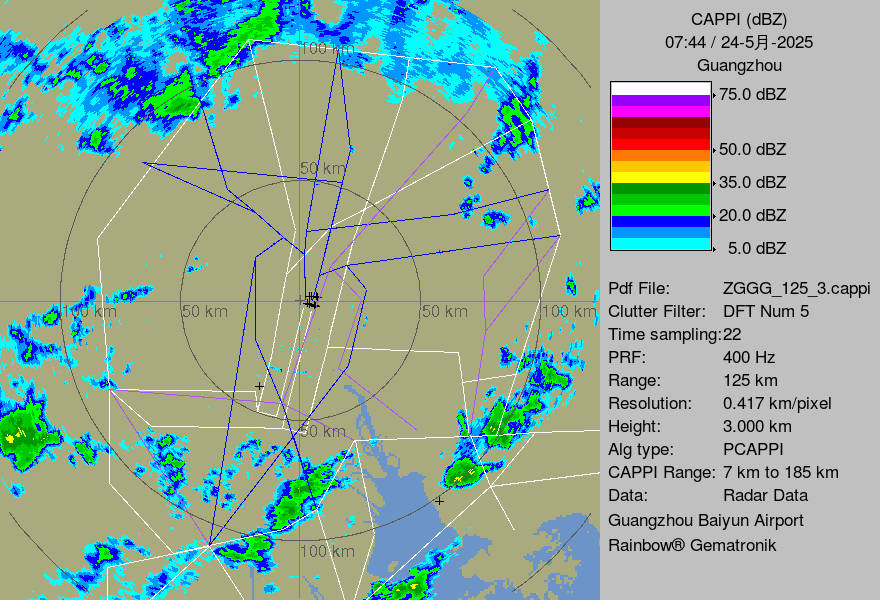 CAPPI (dBZ)
07:44 / 24-5月-2025
Guangzhou
75.0 dBZ
50.0 dBZ
35.0 dBZ
20.0 dBZ
5.0 dBZ
Pdf File: ZGGG_125_3.cappi
Clutter Filter: DFT Num 5
Time sampling:22
PRF: 400 Hz
Range: 125 km
Resolution: 0.417 km/pixel
Height: 3.000 km
Alg type: PCAPPI
CAPPI Range: 7 km to 185 km
Data: Radar Data
Guangzhou Baiyun Airport
Rainbow® Gematronik
100 km
50 km
100 km
50 km
50 km
100 km
50 km
100 km